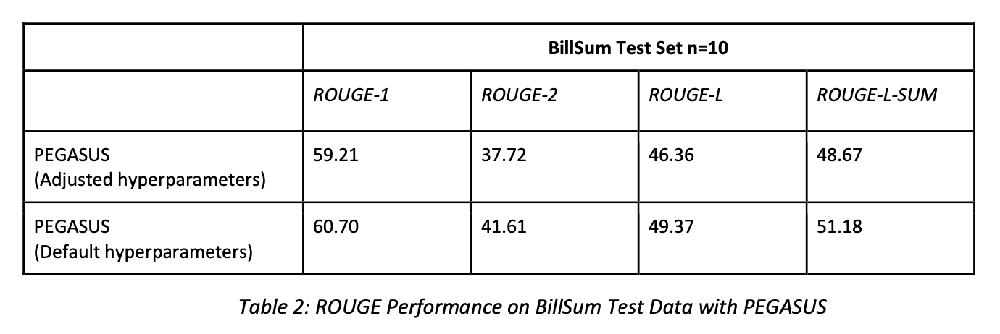 BillSum Test Set n=10
ROUGE-1 ROUGE-2 ROUGE-L ROUGE-L-SUM
PEGASUS 59.21 37.72 46.36 48.67
(Adjusted hyperparameters)
PEGASUS 60.70 41.61 49.37 51.18
(Default hyperparameters)
Table 2: ROUGE Performance on BillSum Test Data with PEGASUS